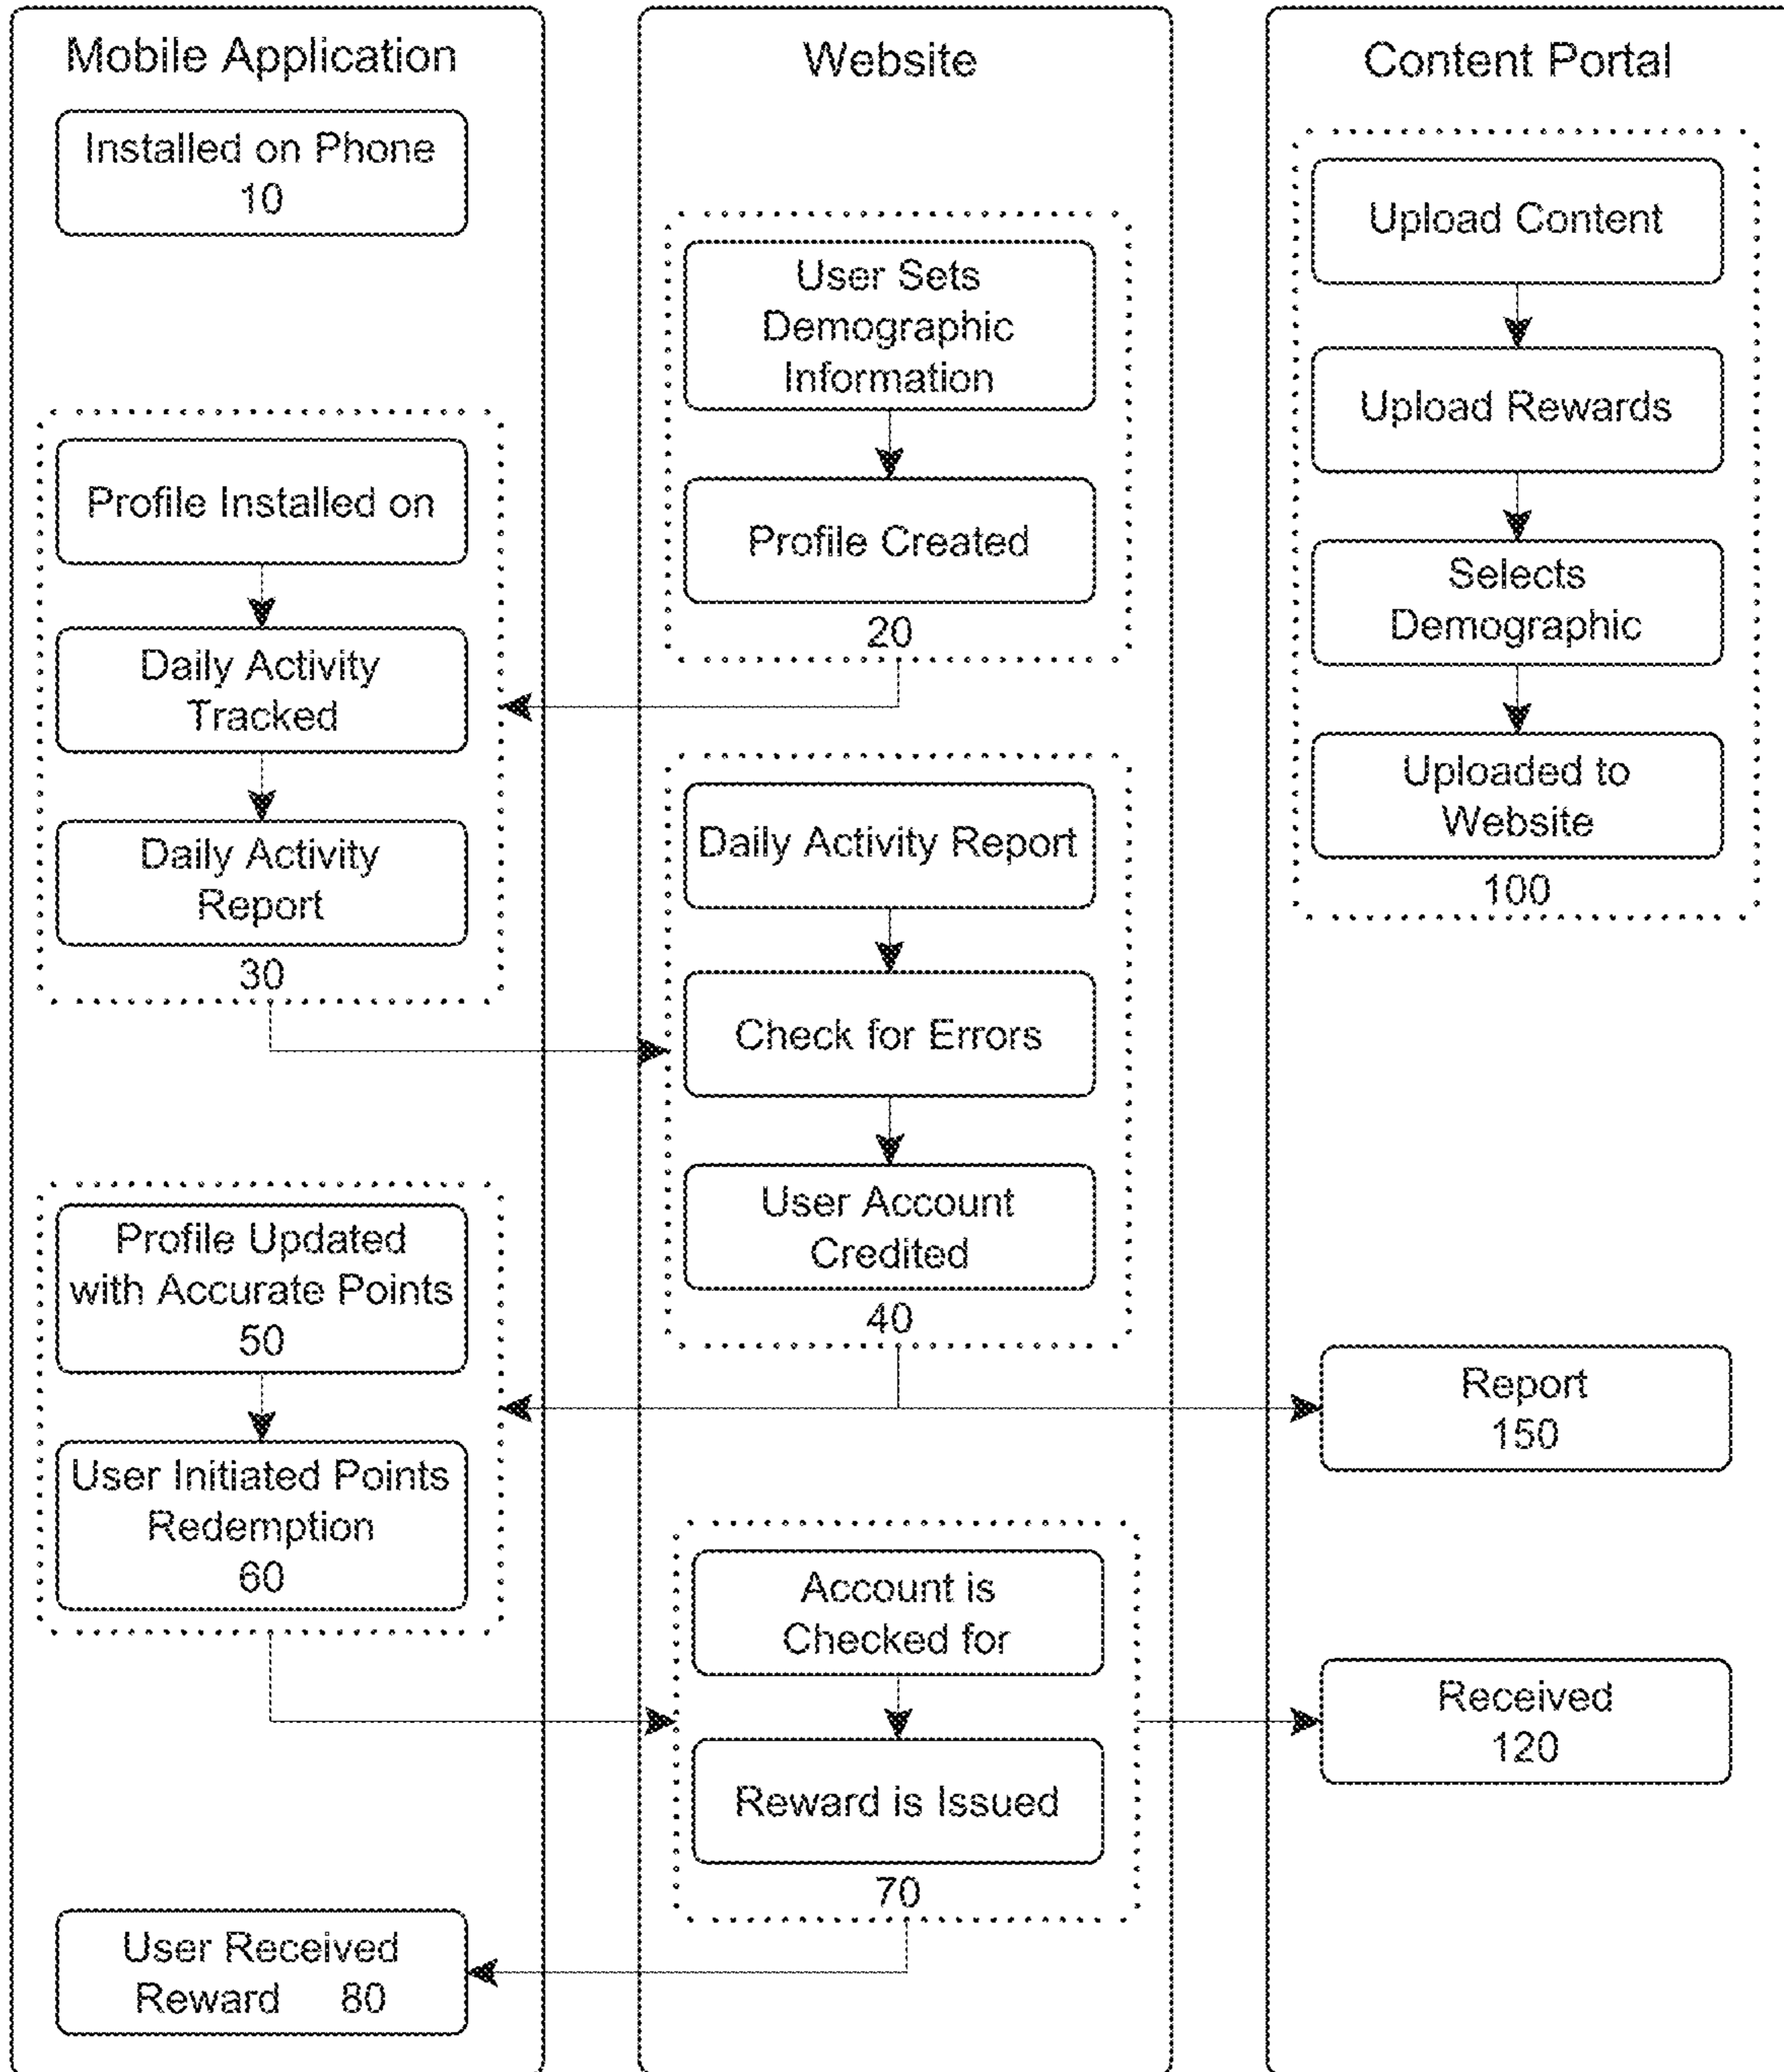 Mobile Application
Installed on Phone
10
Profile Installed on
Daily Activity
Tracked
Daily Activity
Report
30
Profile Updated
with Accurate Points
50
User Initiated Points
Redemption
60
User Received
Reward 80
Website
User Sets
Demographic
Information
Profile Created
20
Daily Activity Report
Check for Errors
User Account
Credited
40
Account is
Checked for
Reward is Issued
70
Content Portal
Upload Content
Upload Rewards
Selects
Demographic
Uploaded to
Website
100
Report
150
Received
120